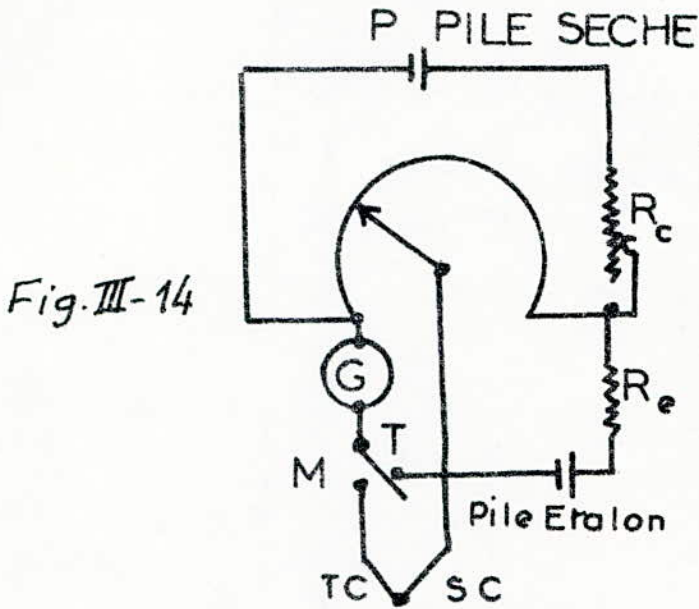 P PILE SECHE
Rc
Fig. III-14
G
Re
T
M
Pile Etalon
TC SC